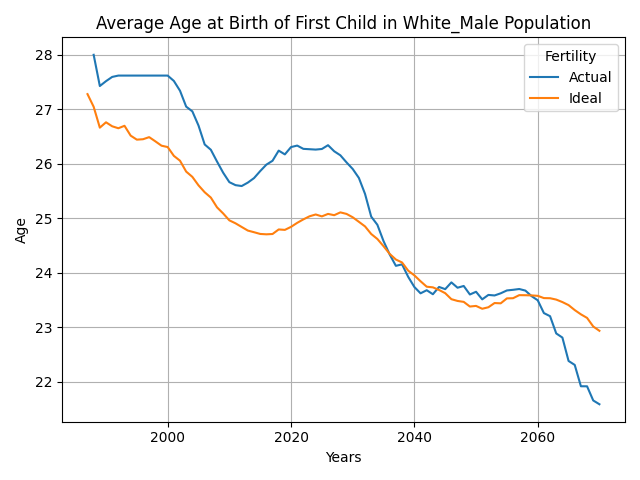 Average Age at Birth of First Child in White_Male Population
Fertility
Actual
Ideal
28
27
26
25
24
23
22
Age
2000
2020
2040
2060
Years